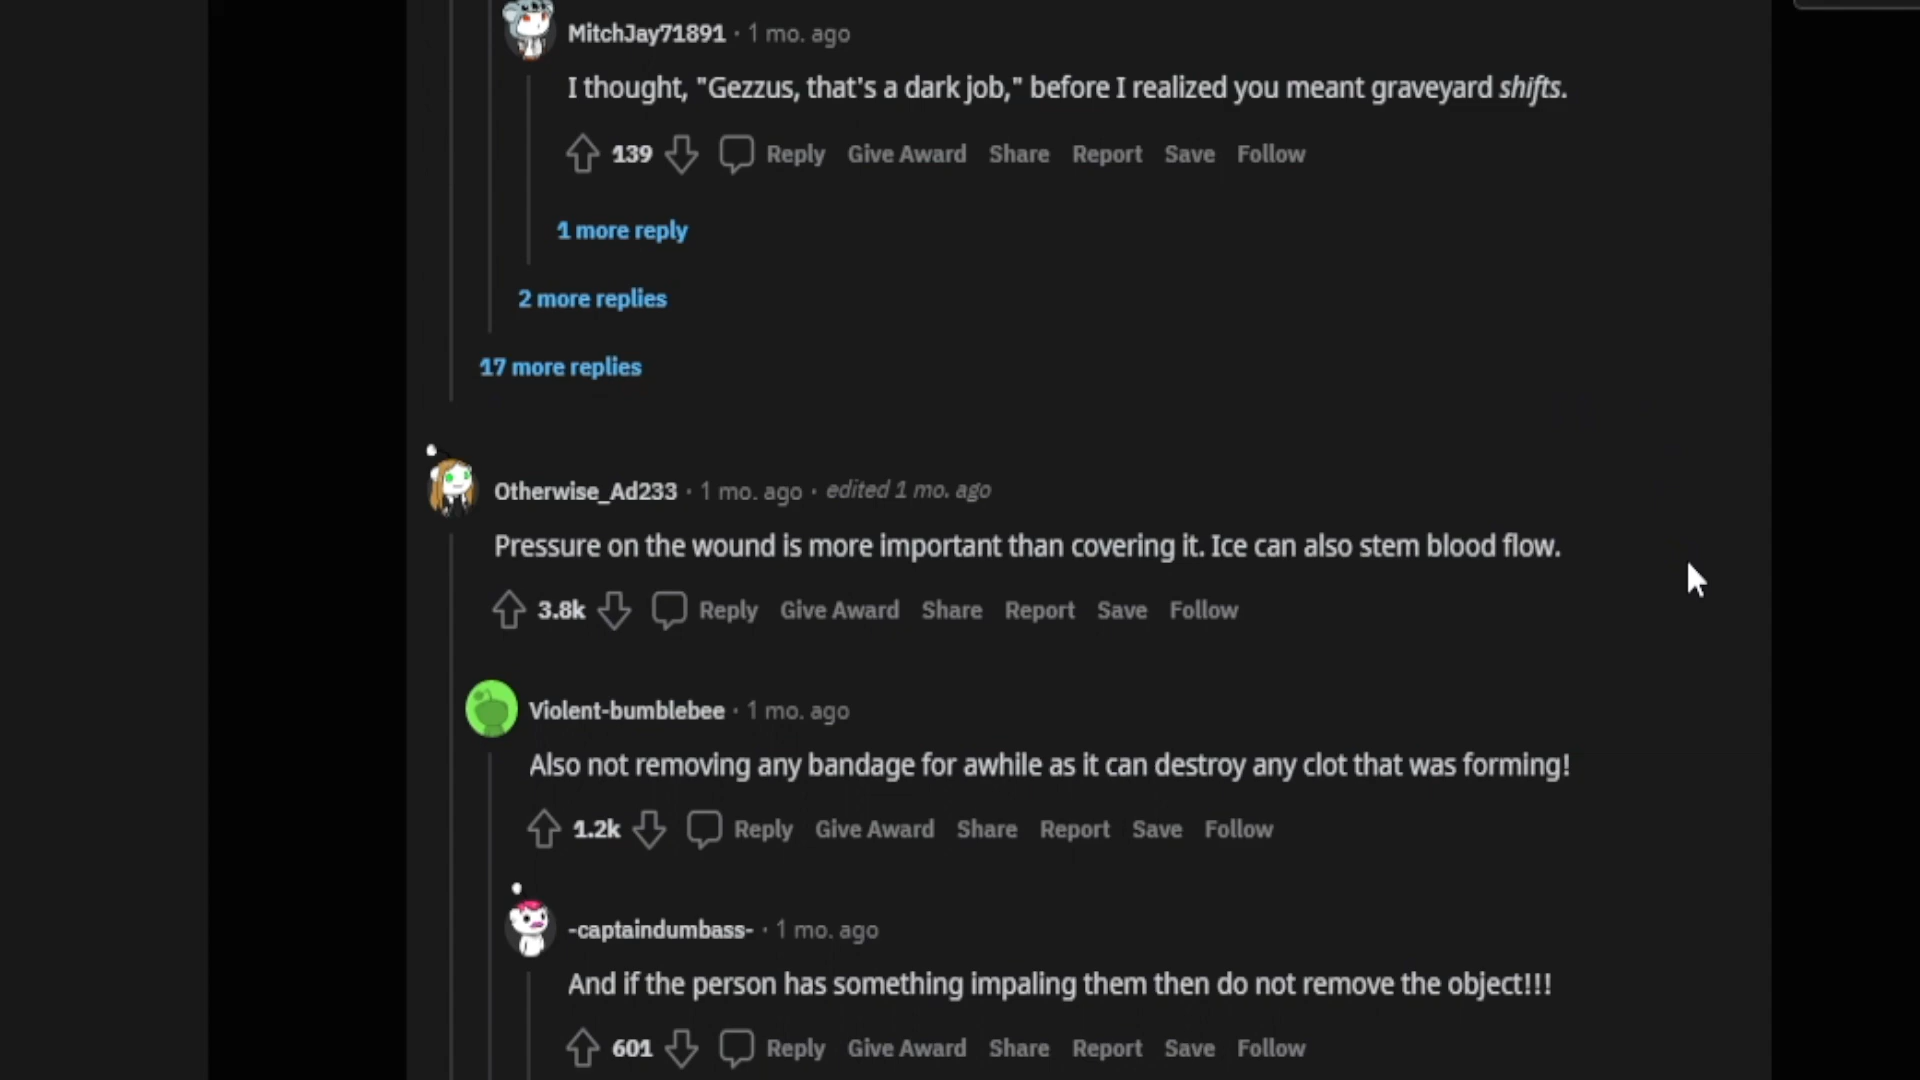 MitchJay71891 · 1 mo. ago
I thought, "Gezzus, that's a dark job," before I realized you meant graveyard shifts.
139 Reply Give Award Share Report Save Follow
1 more reply
2 more replies
17 more replies
Otherwise_Ad233 · 1 mo. ago · edited 1 mo. ago
Pressure on the wound is more important than covering it. Ice can also stem blood flow.
3.8k Reply Give Award Share Report Save Follow
Violent-bumblebee · 1 mo. ago
Also not removing any bandage for awhile as it can destroy any clot that was forming!
1.2k Reply Give Award Share Report Save Follow
-captaindumbass- · 1 mo. ago
And if the person has something impaling them then do not remove the object!!!
601 Reply Give Award Share Report Save Follow